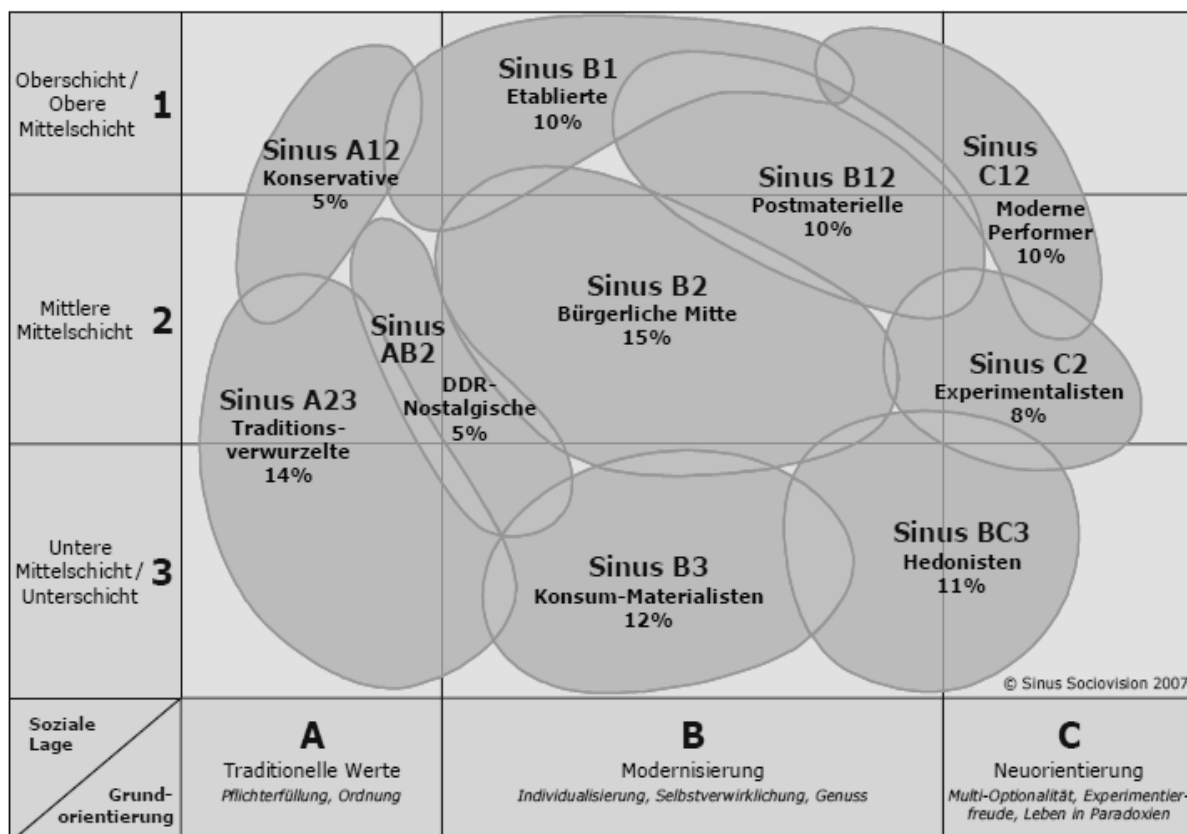 Oberschicht /
Obere
Mittelschicht
1
Mittlere
Mittelschicht
2
Untere
Mittelschicht /
Unterschicht
3
Sinus B1
Etablierte
10%
Sinus A12
Konservative
5%
Sinus B12
Postmaterielle
10%
Sinus
C12
Moderne
Performer
10%
Sinus B2
Bürgerliche Mitte
15%
Sinus
AB2
DDR-
Nostalgische
5%
Sinus A23
Traditions-
verwurzelte
14%
Sinus C2
Experimentalisten
8%
Sinus B3
Konsum-Materialisten
12%
Sinus BC3
Hedonisten
11%
© Sinus Sociovision 2007
Soziale
Lage
Grund-
orientierung
A
Traditionelle Werte
Pflichterfüllung, Ordnung
B
Modernisierung
Individualisierung, Selbstverwirklichung, Genuss
C
Neuorientierung
Multi-Optionalität, Experimentier-
freude, Leben in Paradoxien